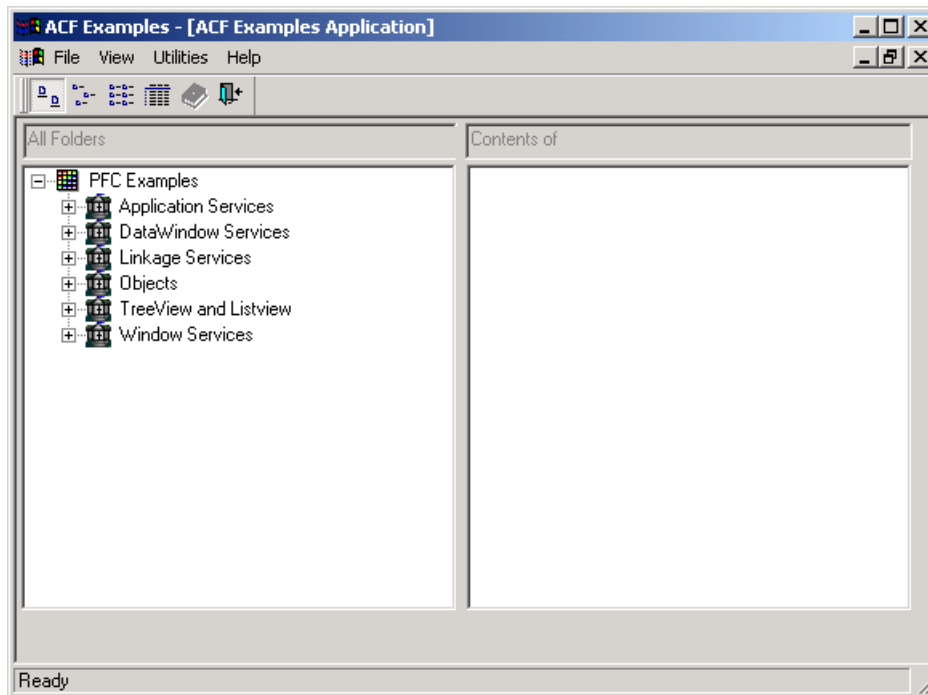 ACF Examples - [ACF Examples Application]
File View Utilities Help
All Folders
Contents of
PFC Examples
Application Services
DataWindow Services
Linkage Services
Objects
TreeView and Listview
Window Services
Ready